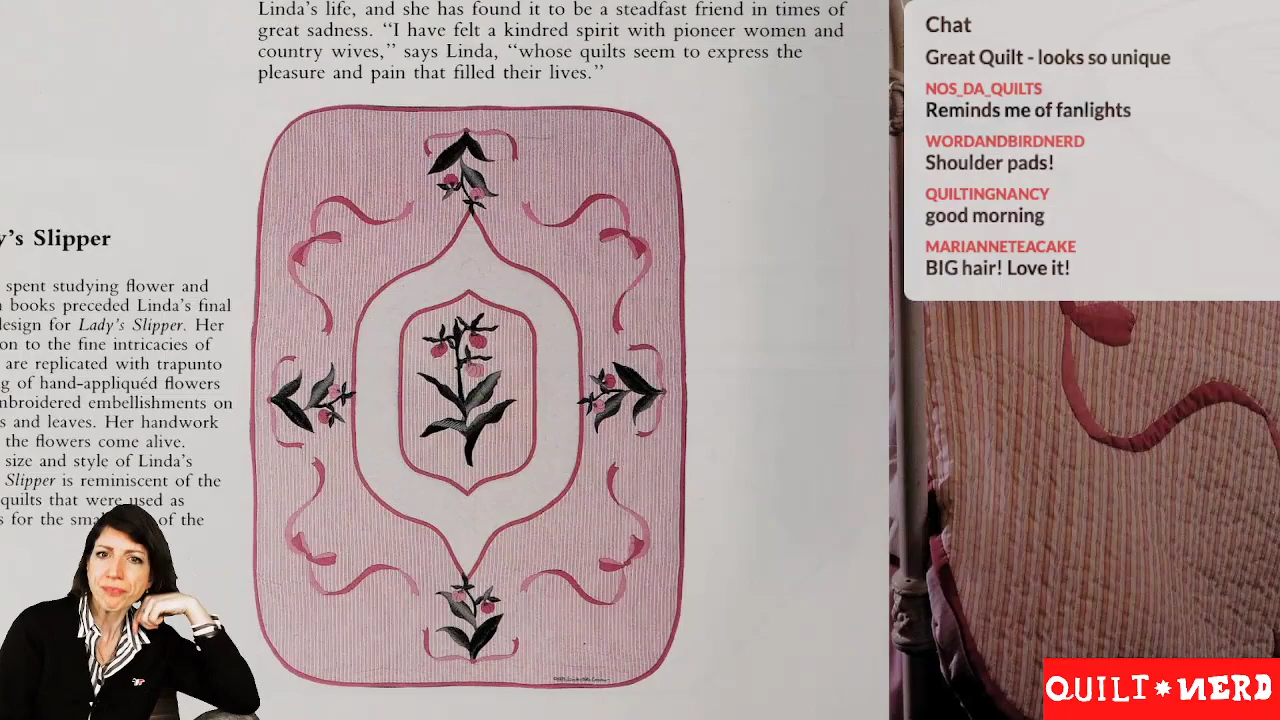 Linda's life, and she has found it to be a steadfast friend in times of
great sadness. “I have felt a kindred spirit with pioneer women and
country wives,” says Linda, “whose quilts seem to express the
pleasure and pain that filled their lives.”
y's Slipper
spent studying flower and
books preceded Linda's final
design for Lady's Slipper. Her
on to the fine intricacies of
are replicated with trapunto
g of hand-appliquéd flowers
mbroidered embellishments on
s and leaves. Her handwork
the flowers come alive.
size and style of Linda's
Slipper is reminiscent of the
quilts that were used as
s for the of the
Chat
Great Quilt - looks so unique
NOS_DA_QUILTS
Reminds me of fanlights
WORDANDBIRDNERD
Shoulder pads!
QUILTINGNANCY
good morning
MARIANNETEACAKE
BIG hair! Love it!
QUILT NERD